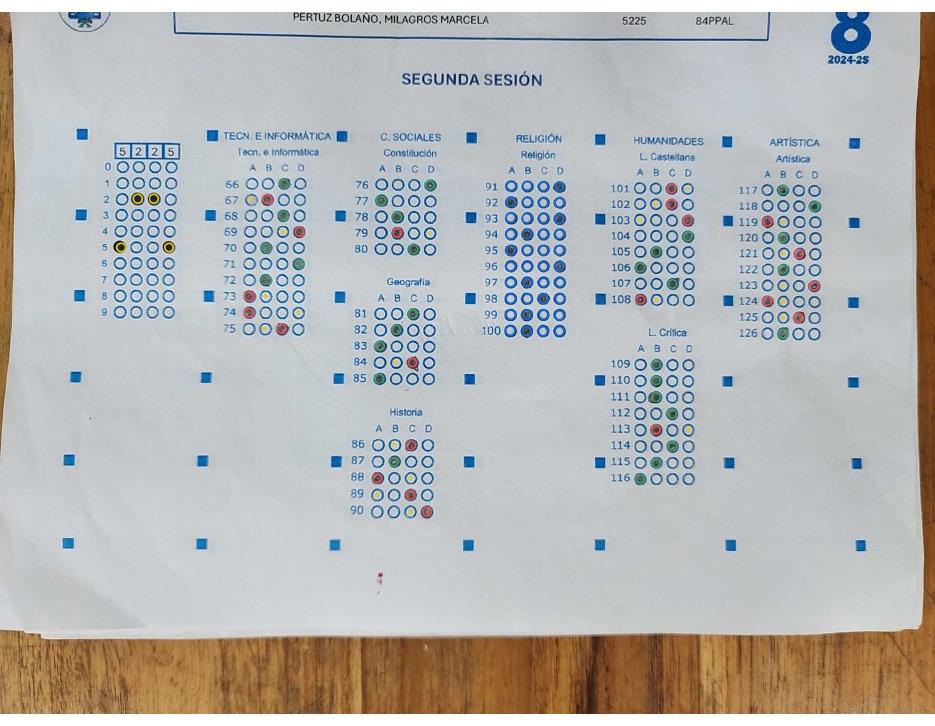 PERTUZ BOLAÑO, MILAGROS MARCELA 5225 84PPAL
8
2024-2S
SEGUNDA SESIÓN
5 2 2 5
0
1
2
3
4
5
6
7
8
9
TECN. E INFORMÁTICA
Tecn. e Informática
A B C D
66
67
68
69
70
71
72
73
74
75
C. SOCIALES
Constitución
A B C D
76
77
78
79
80
Geografía
A B C D
81
82
83
84
85
Historia
A B C D
86
87
88
89
90
RELIGIÓN
Religión
A B C D
91
92
93
94
95
96
97
98
99
100
HUMANIDADES
L. Castellana
A B C D
101
102
103
104
105
106
107
108
L. Crítica
A B C D
109
110
111
112
113
114
115
116
ARTÍSTICA
Artística
A B C D
117
118
119
120
121
122
123
124
125
126